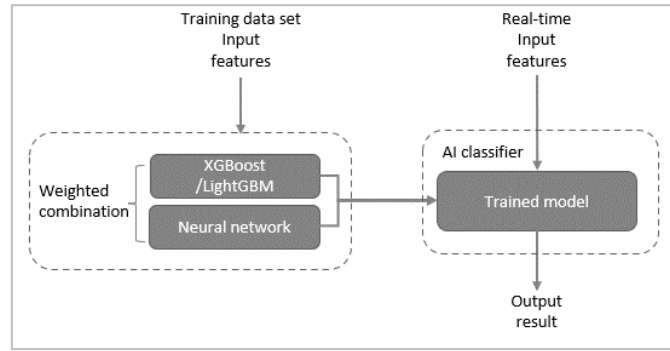 Training data set
Input
features
Real-time
Input
features
Weighted
combination
XGBoost
/LightGBM
Neural network
AI classifier
Trained model
Output
result